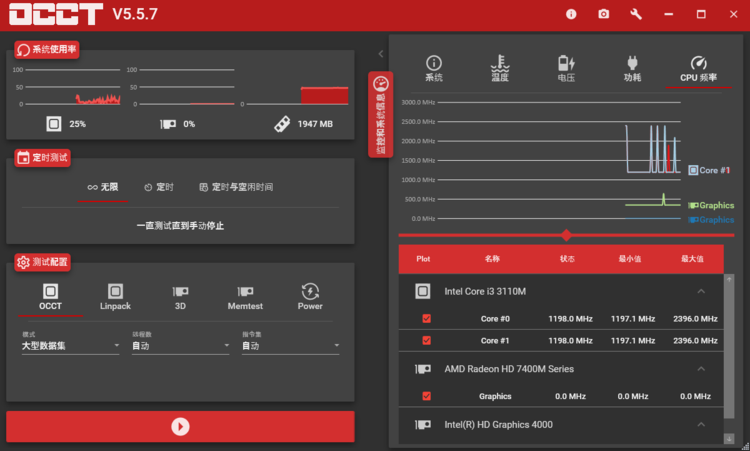 OCCT V5.5.7
系统使用率
100
50
0
100
50
0
0
25%
0%
1947 MB
定时测试
无限
定时
定时与空闲时间
一直测试直到手动停止
测试配置
OCCT
Linpack
3D
Memtest
Power
模式
大型数据集
线程数
自动
指令集
自动
监控和系统信息
系统
温度
电压
功耗
CPU 频率
3000.0 MHz
2500.0 MHz
2000.0 MHz
1500.0 MHz
1000.0 MHz
500.0 MHz
0.0 MHz
Core #1
Graphics
Graphics
Plot 名称 状态 最小值 最大值
Intel Core i3 3110M
Core #0 1198.0 MHz 1197.1 MHz 2396.0 MHz
Core #1 1198.0 MHz 1197.1 MHz 2396.0 MHz
AMD Radeon HD 7400M Series
Graphics 0.0 MHz 0.0 MHz 0.0 MHz
Intel(R) HD Graphics 4000